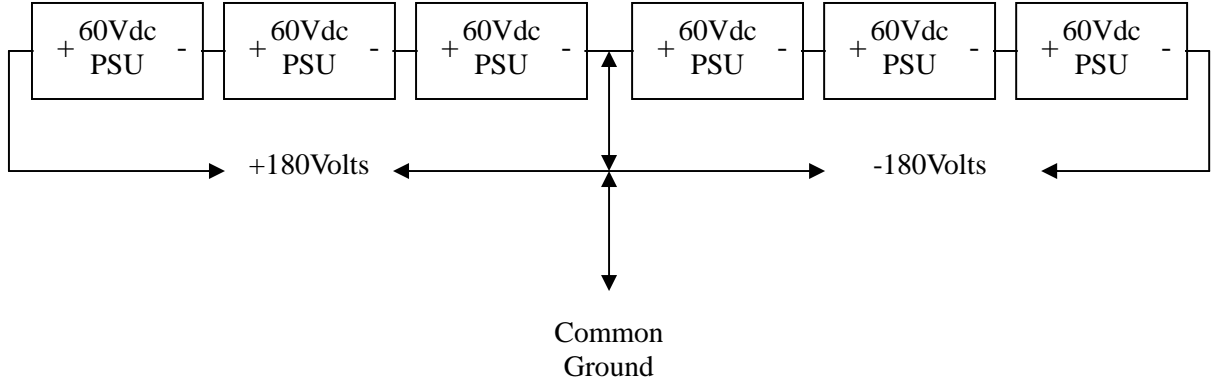 + 60Vdc PSU -
+ 60Vdc PSU -
+ 60Vdc PSU -
+ 60Vdc PSU -
+ 60Vdc PSU -
+ 60Vdc PSU -
+180Volts
-180Volts
Common
Ground